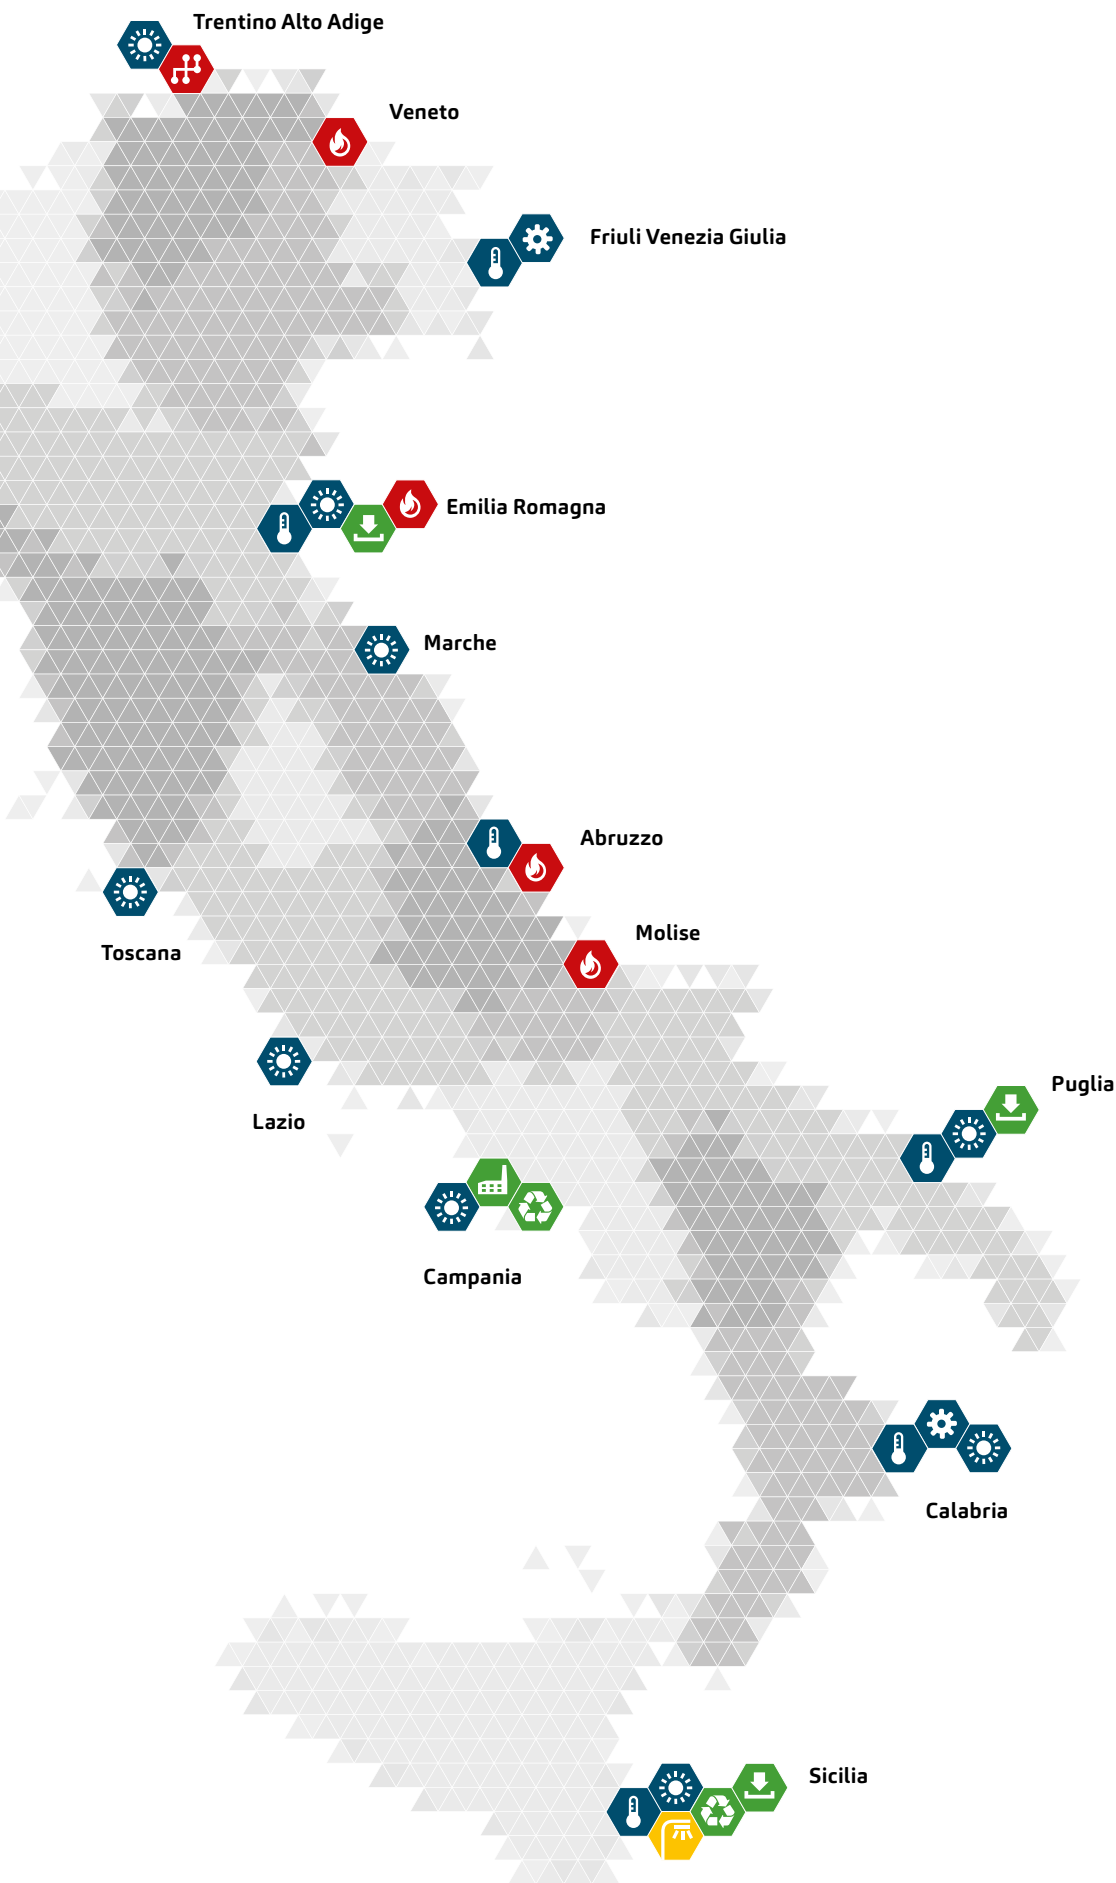 Trentino Alto Adige
Veneto
Friuli Venezia Giulia
Emilia Romagna
Marche
Abruzzo
Molise
Toscana
Puglia
Lazio
Campania
Calabria
Sicilia